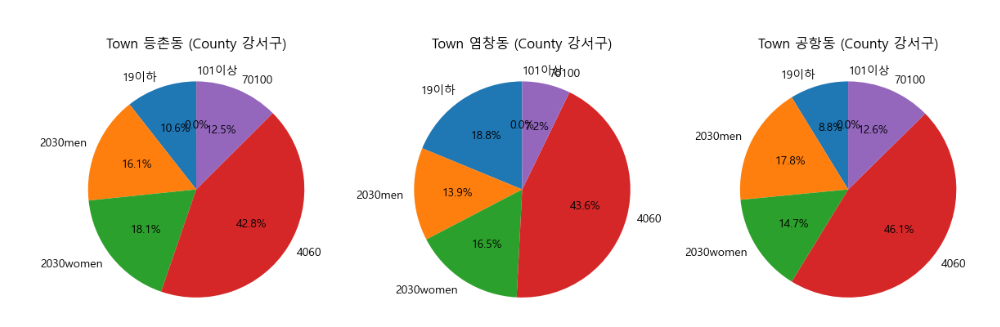 Town 등촌동 (County 강서구)
101이상
70100
19이하
10.6%
0.0%
12.5%
2030men
16.1%
42.8%
18.1%
4060
2030women
Town 염창동 (County 강서구)
101이상
70100
19이하
18.8%
0.0%
7.2%
2030men
13.9%
43.6%
16.5%
4060
2030women
Town 공항동 (County 강서구)
101이상
70100
19이하
8.8%
0.0%
12.6%
2030men
17.8%
46.1%
14.7%
4060
2030women